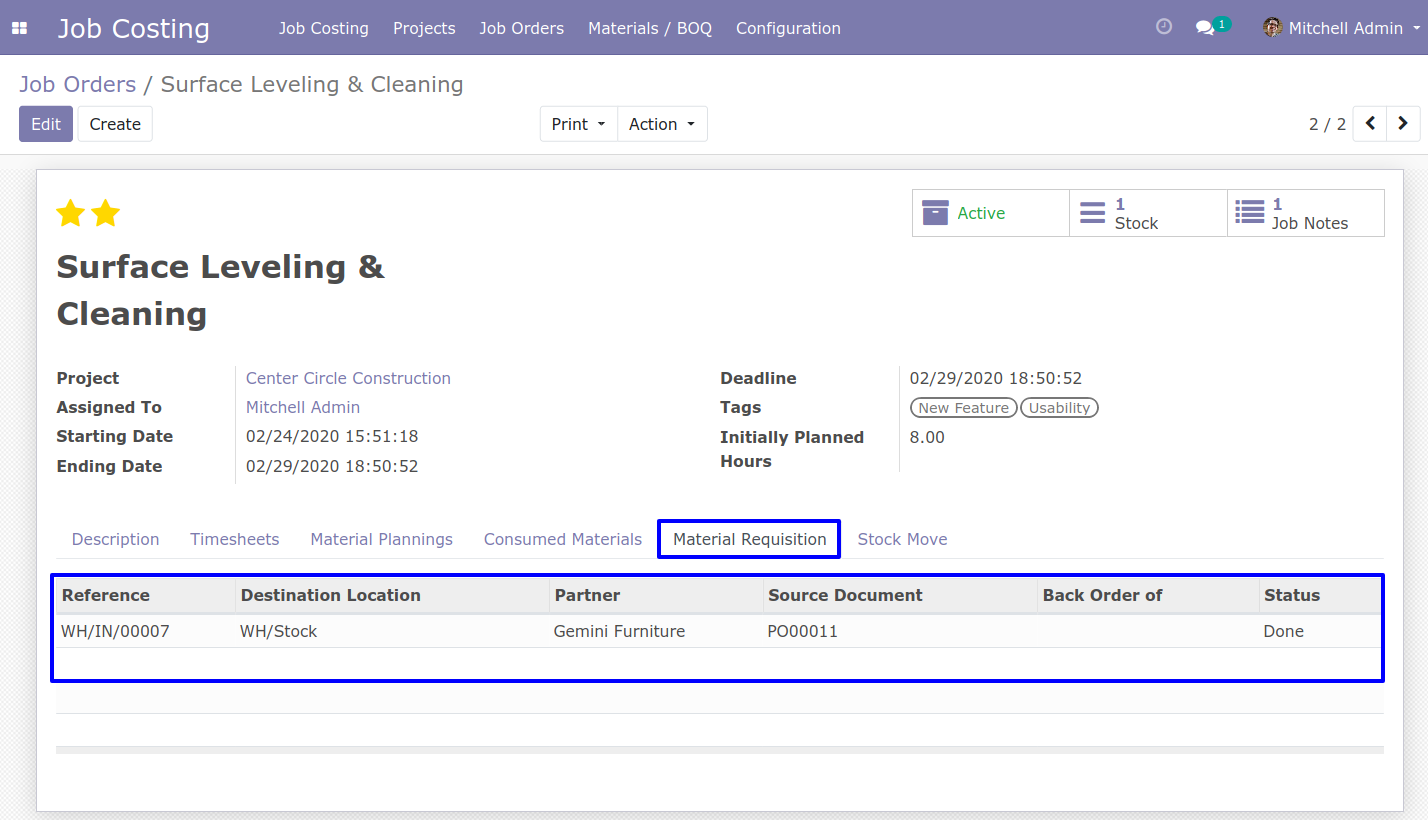 Job Costing Job Costing Projects Job Orders Materials / BOQ Configuration 1 Mitchell Admin
Job Orders / Surface Leveling & Cleaning
Edit Create Print Action 2 / 2
Active 1 Stock 1 Job Notes
Surface Leveling &
Cleaning
Project Center Circle Construction
Assigned To Mitchell Admin
Starting Date 02/24/2020 15:51:18
Ending Date 02/29/2020 18:50:52
Deadline 02/29/2020 18:50:52
Tags New Feature Usability
Initially Planned 8.00
Hours
Description Timesheets Material Plannings Consumed Materials Material Requisition Stock Move
Reference Destination Location Partner Source Document Back Order of Status
WH/IN/00007 WH/Stock Gemini Furniture PO00011 Done